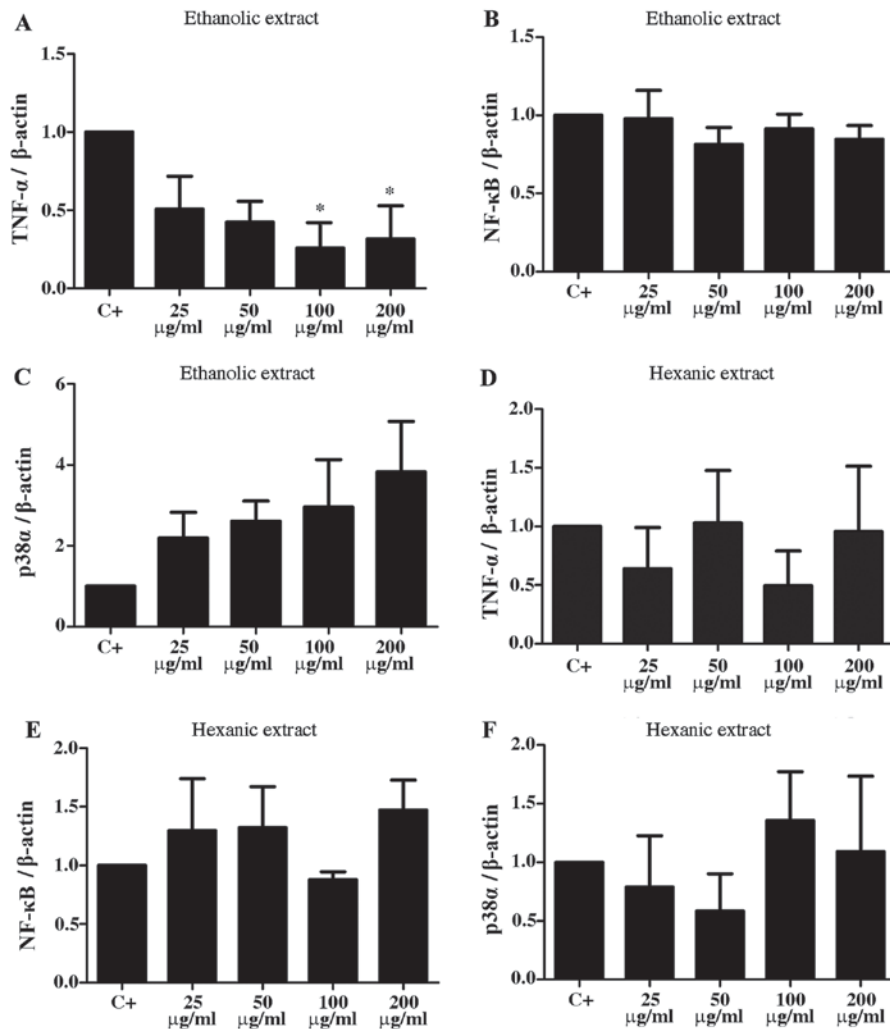 A
Ethanolic extract
TNF-α / β-actin
1.5
1.0
0.5
0.0
*
*
C+ 25 50 100 200
μg/ml μg/ml μg/ml μg/ml
B
Ethanolic extract
NF-κB / β-actin
1.5
1.0
0.5
0.0
C+ 25 50 100 200
μg/ml μg/ml μg/ml μg/ml
C
Ethanolic extract
p38α / β-actin
6
4
2
0
C+ 25 50 100 200
μg/ml μg/ml μg/ml μg/ml
D
Hexanic extract
TNF-α / β-actin
2.0
1.5
1.0
0.5
0.0
C+ 25 50 100 200
μg/ml μg/ml μg/ml μg/ml
E
Hexanic extract
NF-κB / β-actin
2.0
1.5
1.0
0.5
0.0
C+ 25 50 100 200
μg/ml μg/ml μg/ml μg/ml
F
Hexanic extract
p38α / β-actin
2.0
1.5
1.0
0.5
0.0
C+ 25 50 100 200
μg/ml μg/ml μg/ml μg/ml